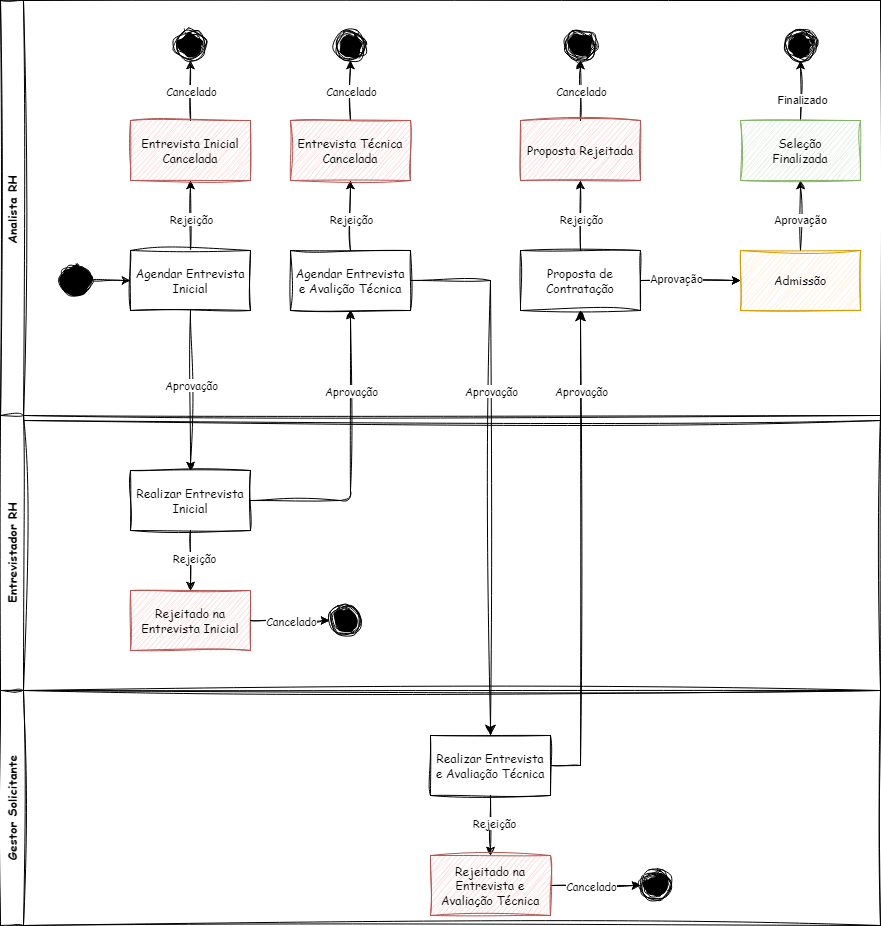 Analista RH
Cancelado
Cancelado
Cancelado
Finalizado
Entrevista Inicial
Cancelada
Entrevista Técnica
Cancelada
Proposta Rejeitada
Seleção
Finalizada
Rejeição
Rejeição
Rejeição
Aprovação
Agendar Entrevista
Inicial
Agendar Entrevista
e Avalição Técnica
Proposta de
Contratação
Aprovação
Admissão
Aprovação
Aprovação
Aprovação
Aprovação
Entrevistador RH
Realizar Entrevista
Inicial
Rejeição
Rejeitado na
Entrevista Inicial
Cancelado
Gestor Solicitante
Realizar Entrevista
e Avaliação Técnica
Rejeição
Rejeitado na
Entrevista e
Avaliação Técnica
Cancelado